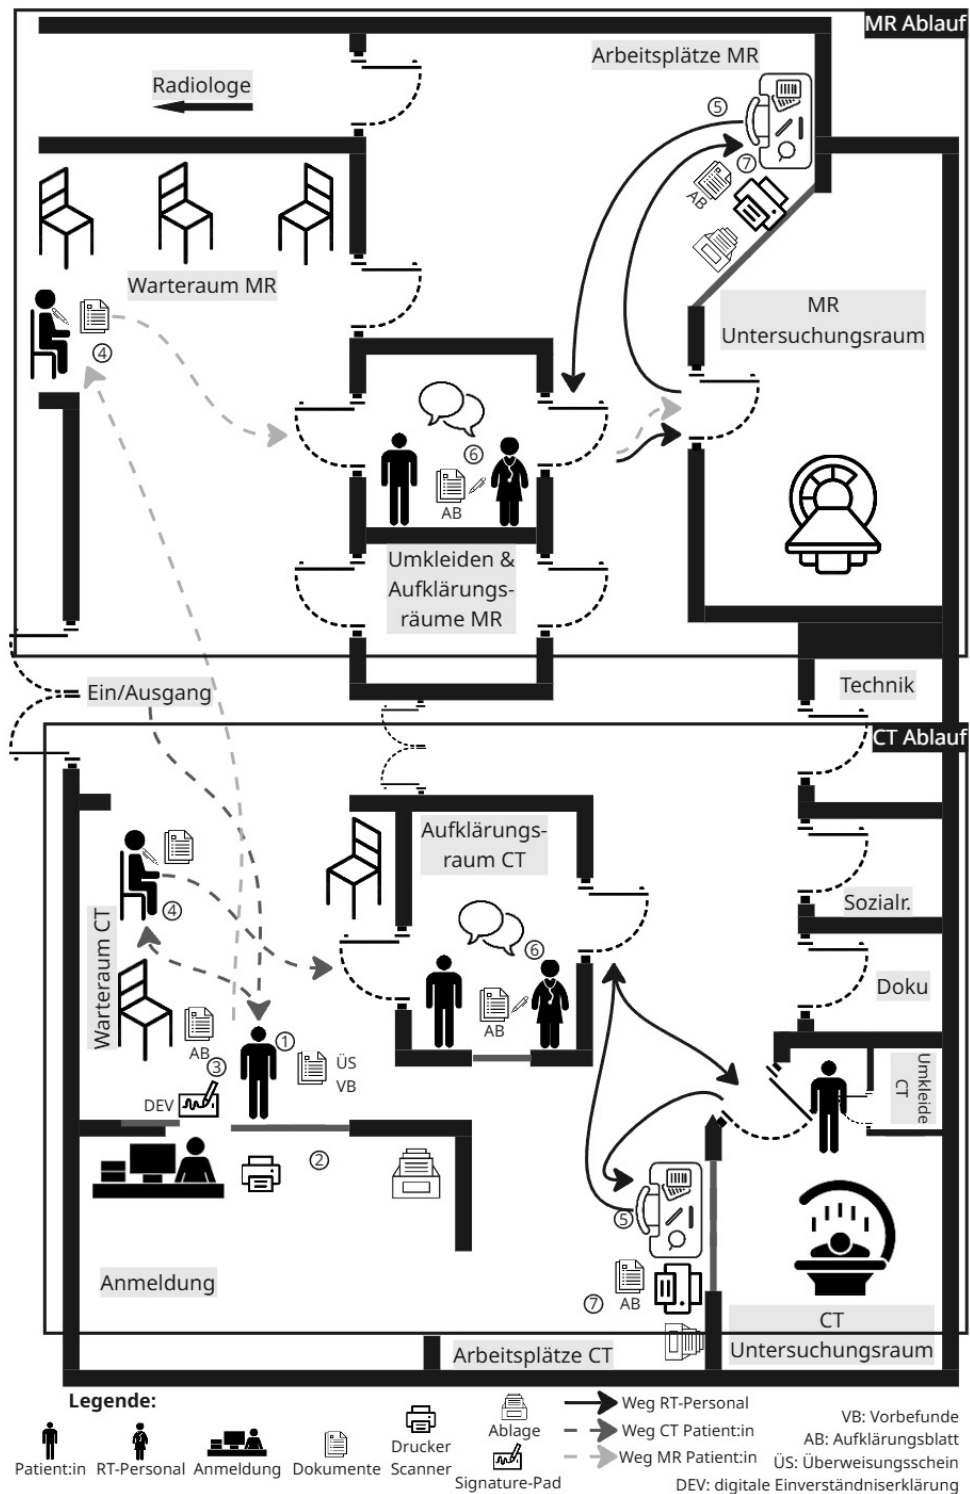 MR Ablauf
Arbeitsplätze MR
Radiologe
5
7
AB
Warteraum MR
MR
Untersuchungsraum
4
6
AB
Umkleiden &
Aufklärungs-
räume MR
Ein/Ausgang
Technik
CT Ablauf
Aufklärungs-
raum CT
4
Sozialr.
Warteraum CT
6
Doku
AB
AB
1
3
ÜS
VB
Umkleide
CT
DEV
2
5
Anmeldung
7
AB
CT
Untersuchungsraum
Arbeitsplätze CT
Legende:
Patient:in
RT-Personal
Anmeldung
Dokumente
Drucker
Scanner
Ablage
Signature-Pad
Weg RT-Personal
Weg CT Patient:in
Weg MR Patient:in
VB: Vorbefunde
AB: Aufklärungsblatt
ÜS: Überweisungsschein
DEV: digitale Einverständniserklärung